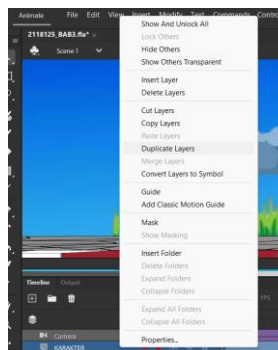 Animate File Edit View Insert Modify Text Commands Contro
2118125_BAB3.fla* ×
Scene 1
Show And Unlock All
Lock Others
Hide Others
Show Others Transparent
Insert Layer
Delete Layers
Cut Layers
Copy Layers
Paste Layers
Duplicate Layers
Merge Layers
Convert Layers to Symbol
Guide
Add Classic Motion Guide
Mask
Show Masking
Insert Folder
Delete Folders
Expand Folders
Collapse Folders
Expand All Folders
Collapse All Folders
Properties...
Timeline Output
FPS
Camera
KARAKTER